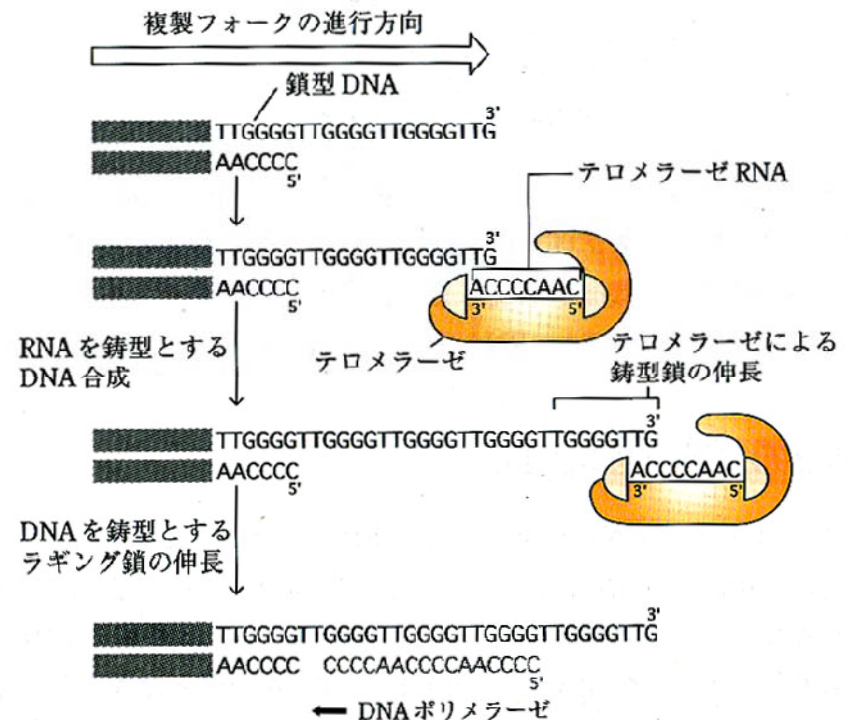 複製フォークの進行方向
鎖型DNA
3'
TTGGGGTTGGGGTTGGGGTTG
AACCCC
5'
テロメラーゼRNA
3'
TTGGGGTTGGGGTTGGGGTTG
AACCCC
5'
ACCCCAAC
3' 5'
テロメラーゼ
RNAを鋳型とする
DNA合成
テロメラーゼによる
鋳型鎖の伸長
3'
TTGGGGTTGGGGTTGGGGTTGGGGTTGGGGTTG
AACCCC
5'
ACCCCAAC
3' 5'
DNAを鋳型とする
ラギング鎖の伸長
3'
TTGGGGTTGGGGTTGGGGTTGGGGTTGGGGTTG
AACCCC CCCCAACCCCAACCCC
5'
DNAポリメラーゼ